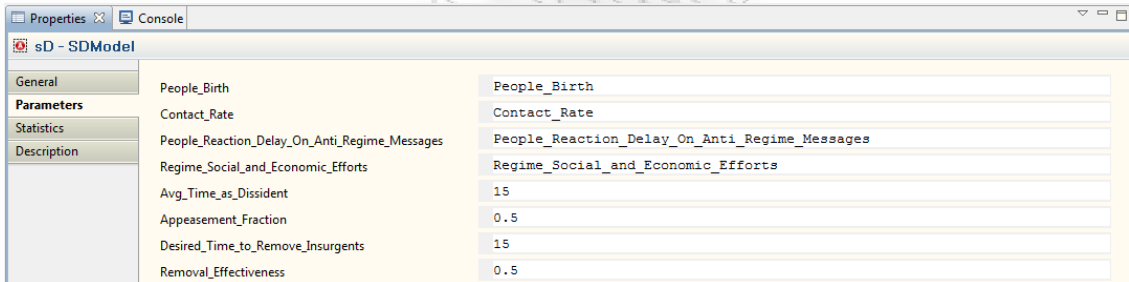 Properties Console
sD - SDModel
General
Parameters
Statistics
Description
People_Birth People_Birth
Contact_Rate Contact_Rate
People_Reaction_Delay_On_Anti_Regime_Messages People_Reaction_Delay_On_Anti_Regime_Messages
Regime_Social_and_Economic_Efforts Regime_Social_and_Economic_Efforts
Avg_Time_as_Dissident 15
Appeasement_Fraction 0.5
Desired_Time_to_Remove_Insurgents 15
Removal_Effectiveness 0.5